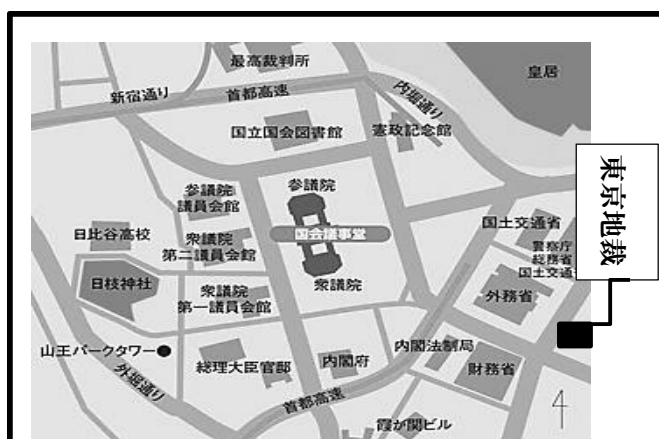 最高裁判所
皇居
新宿通り
首都高速
内堀通り
国立国会図書館
憲政記念館
東京地裁
参議院
議員会館
参議院
国土交通省
日比谷高校
衆議院
第二議員会館
国会議事堂
警察庁
総務省
国土交通省
日枝神社
衆議院
第一議員会館
衆議院
外務省
山王パークタワー
総理大臣官邸
内閣府
内閣法制局
財務省
外堀通り
首都高速
霞が関ビル
4